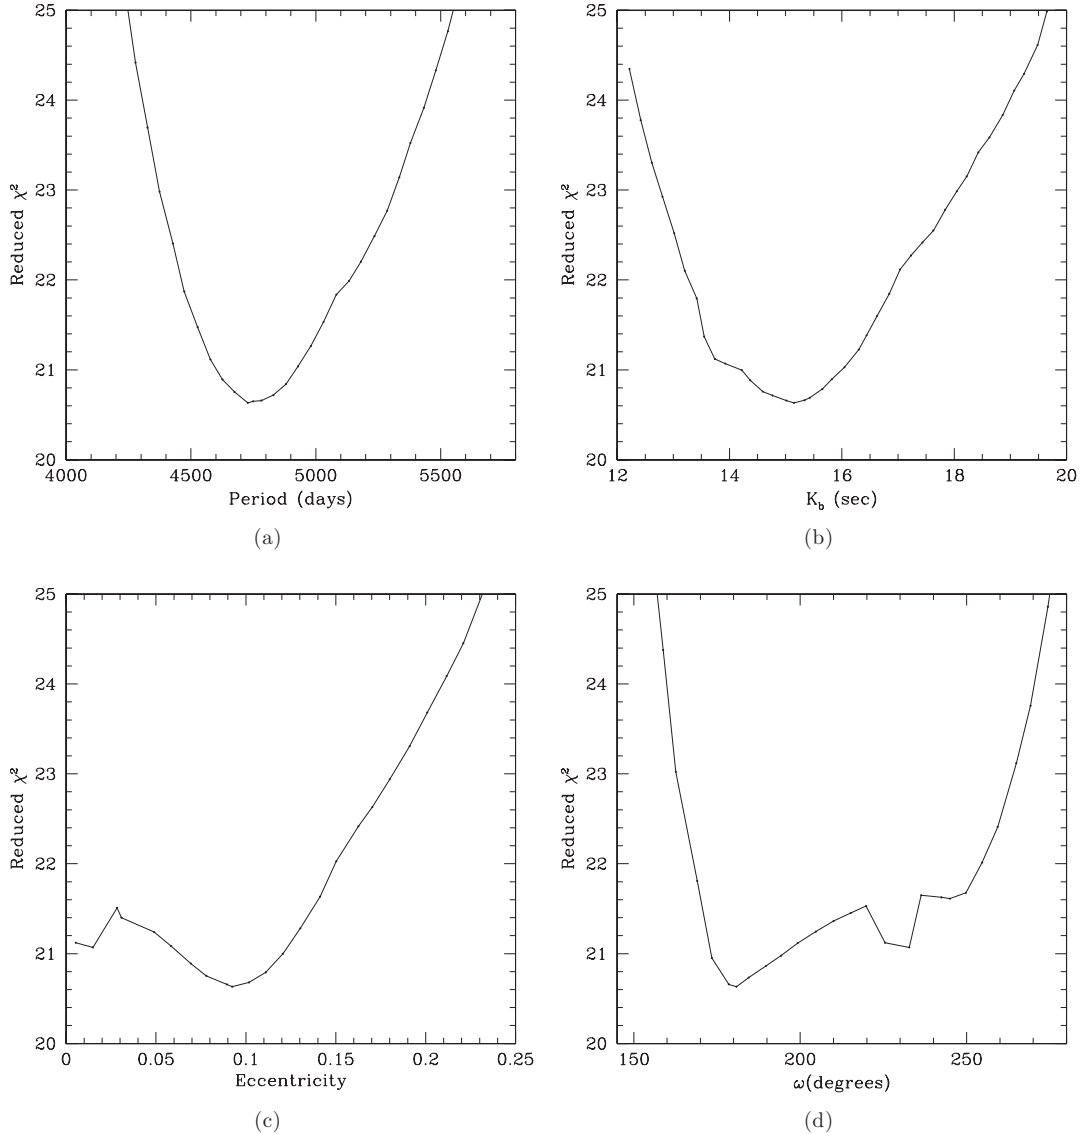 25
24
23
22
21
20
Reduced χ²
4000 4500 5000 5500
Period (days)
(a)
25
24
23
22
21
20
Reduced χ²
12 14 16 18 20
K_b (sec)
(b)
25
24
23
22
21
20
Reduced χ²
0 0.05 0.1 0.15 0.2 0.25
Eccentricity
(c)
25
24
23
22
21
20
Reduced χ²
150 200 250
ω(degrees)
(d)